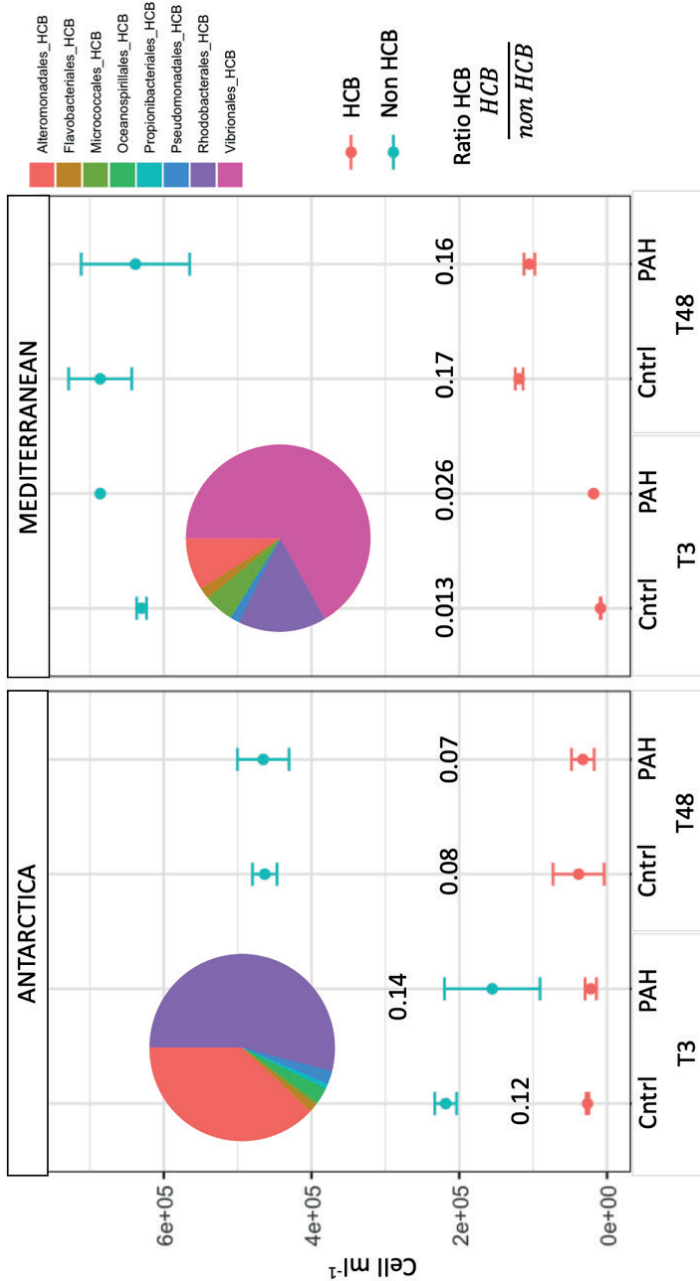 ANTARCTICA
MEDITERRANEAN
Alteromonadales_HCB
Flavobacteriales_HCB
Micrococcales_HCB
Oceanospirillales_HCB
Propionibacteriales_HCB
Pseudomonadales_HCB
Rhodobacterales_HCB
Vibrionales_HCB
HCB
Non HCB
Ratio HCB
HCB
non HCB
Cell ml-1
6e+05
4e+05
2e+05
0e+00
0.12
0.14
0.08
0.07
0.013
0.026
0.17
0.16
Cntrl PAH Cntrl PAH
T3 T48
Cntrl PAH Cntrl PAH
T3 T48